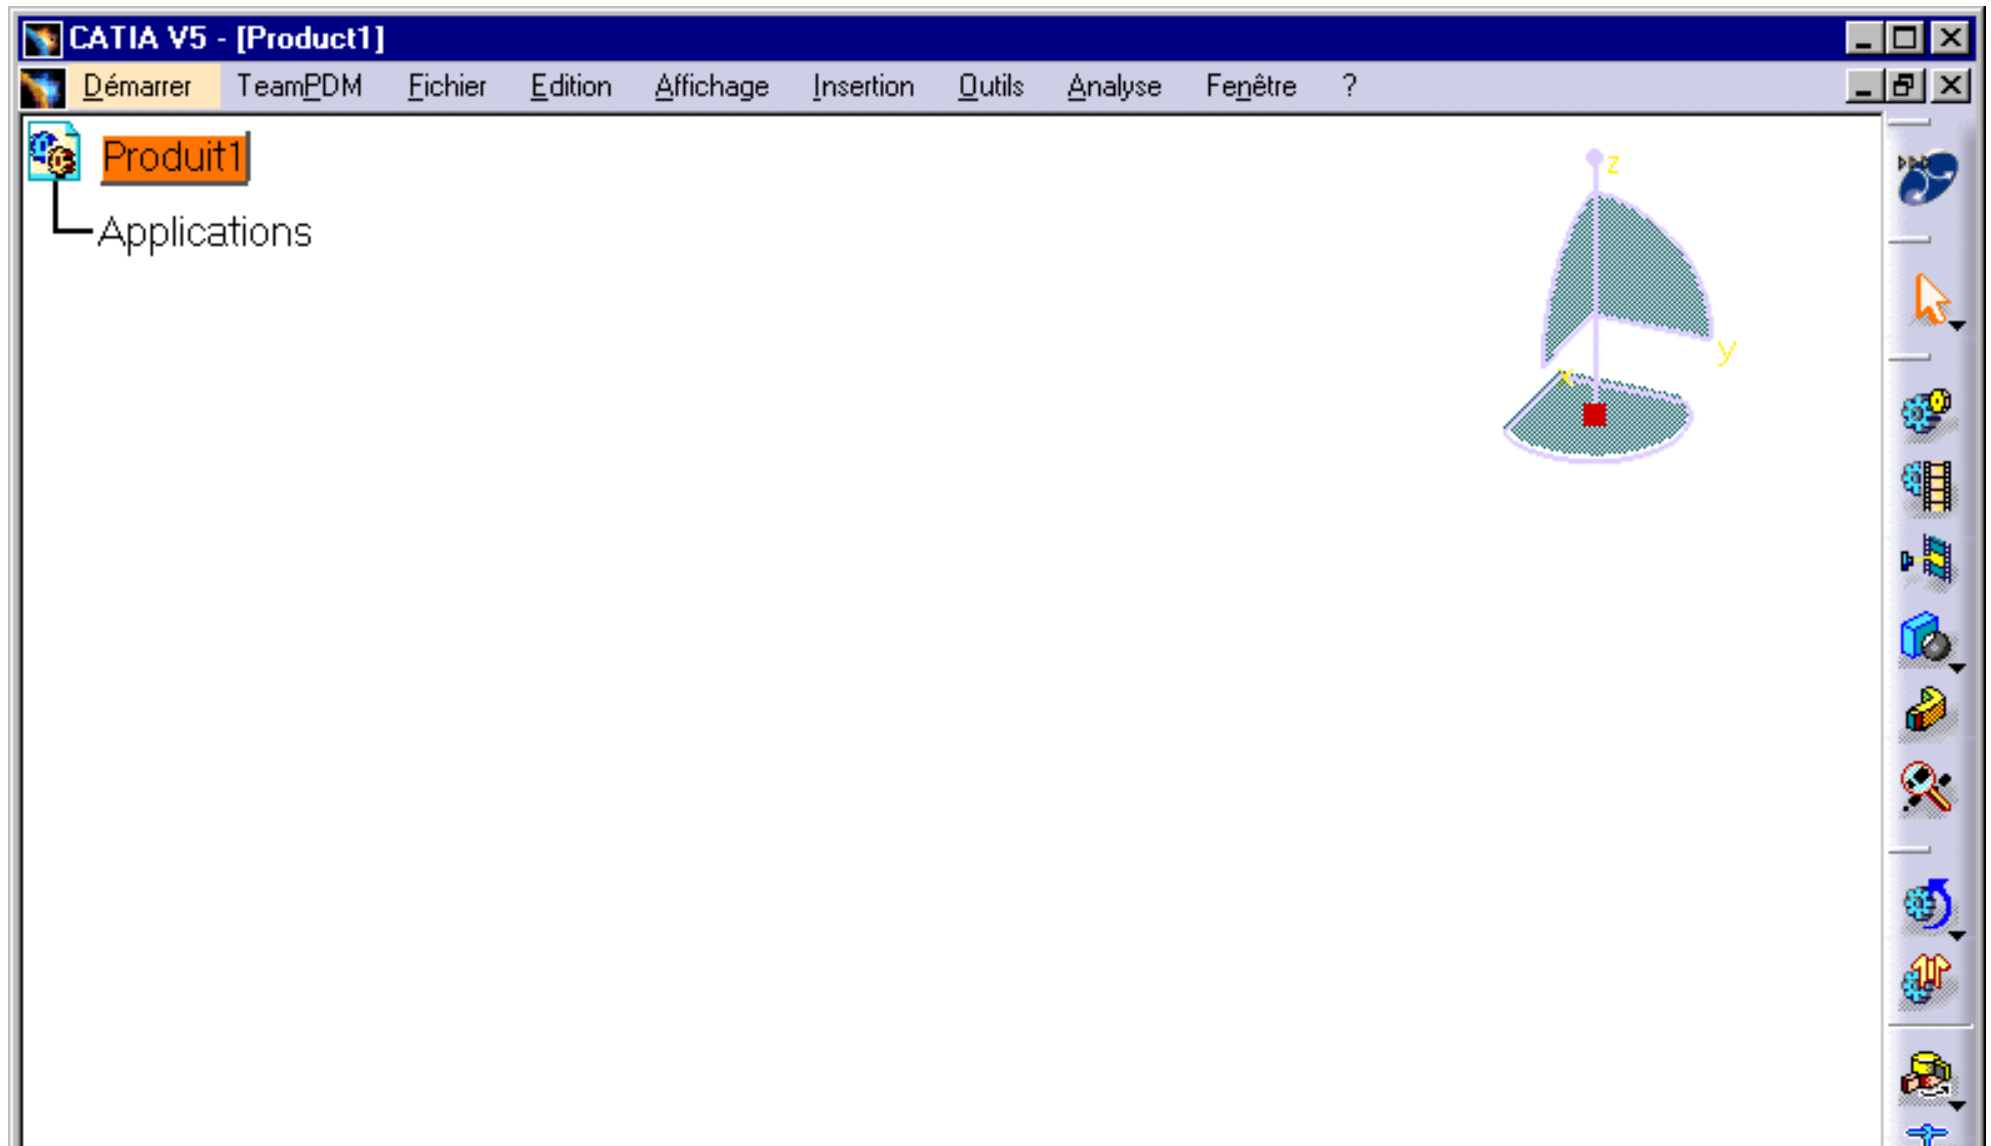 CATIA V5 - [Product1]
Démarrer TeamPDM Fichier Edition Affichage Insertion Outils Analyse Fenêtre ?
Produit1
Applications
z
y
x